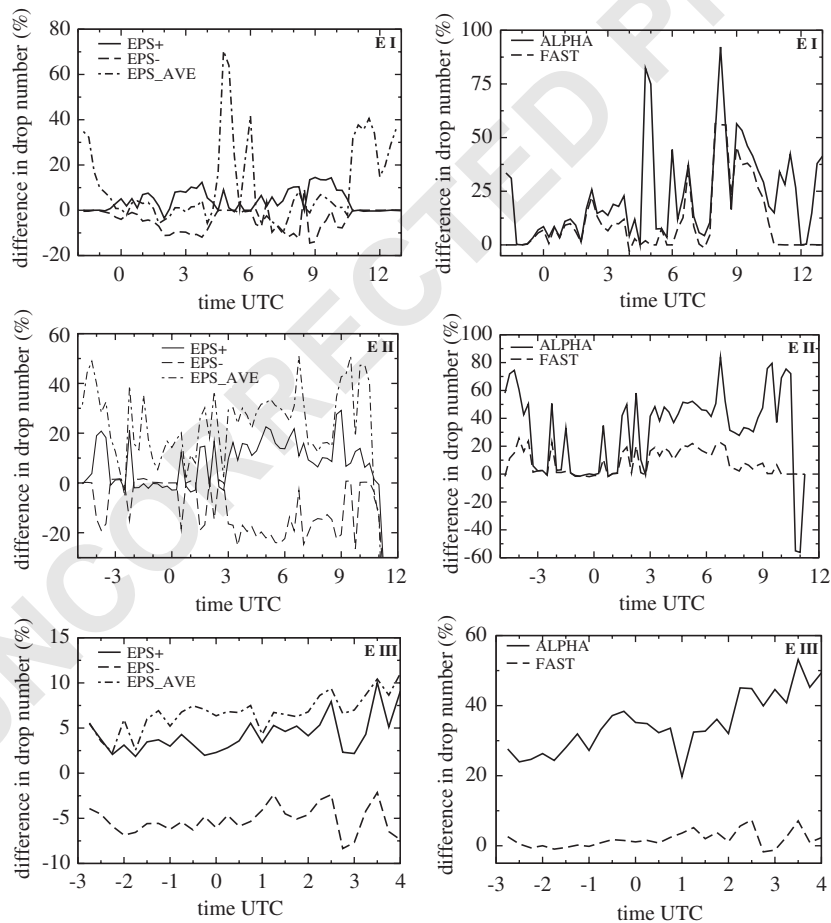 UNCORRECTED P
difference in drop number (%)
80
60
40
20
0
-20
EPS+
EPS-
EPS_AVE
E I
0 3 6 9 12
time UTC
difference in drop number (%)
100
75
50
25
0
ALPHA
FAST
E I
0 3 6 9 12
time UTC
difference in drop number (%)
60
40
20
0
-20
EPS+
EPS-
EPS_AVE
E II
-3 0 3 6 9 12
time UTC
difference in drop number (%)
100
80
60
40
20
0
-20
-40
-60
ALPHA
FAST
E II
-3 0 3 6 9 12
time UTC
difference in drop number (%)
15
10
5
0
-5
-10
EPS+
EPS-
EPS_AVE
E III
-3 -2 -1 0 1 2 3 4
time UTC
difference in drop number (%)
60
40
20
0
ALPHA
FAST
E III
-3 -2 -1 0 1 2 3 4
time UTC